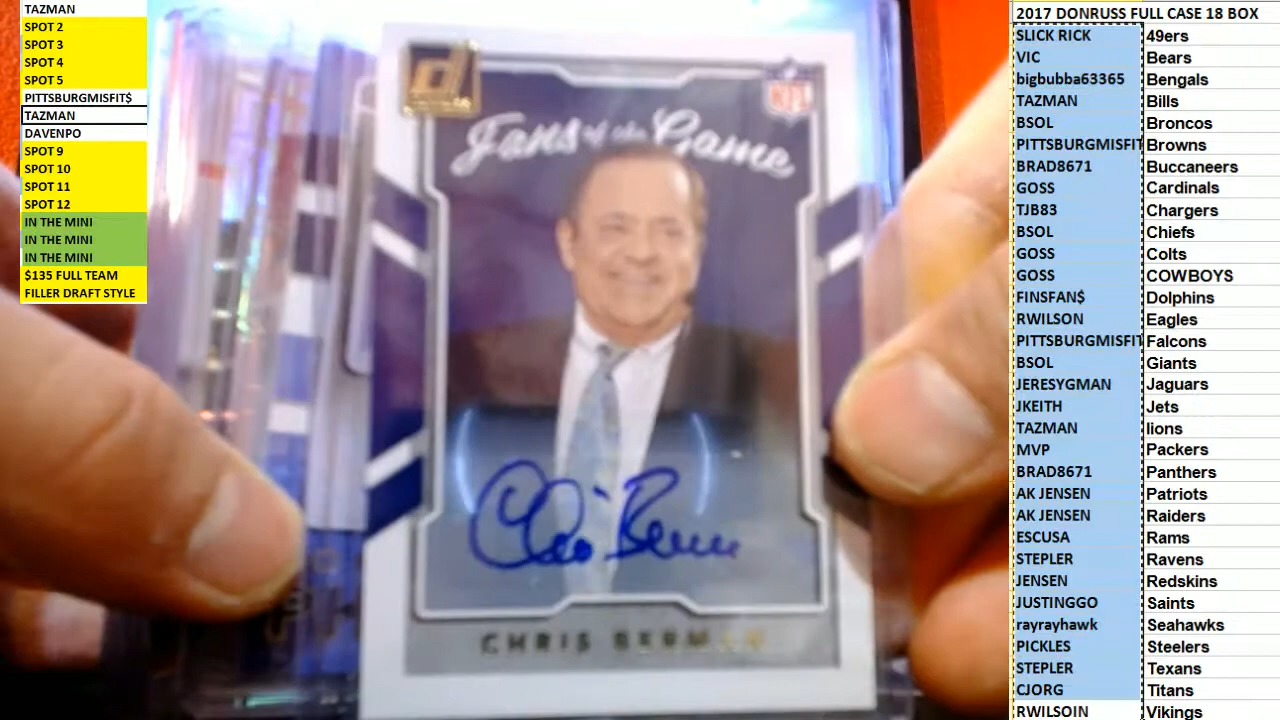 TAZMAN
SPOT 2
SPOT 3
SPOT 4
SPOT 5
PITTSBURGMISFIT$
TAZMAN
DAVENPO
SPOT 9
SPOT 10
SPOT 11
SPOT 12
IN THE MINI
IN THE MINI
IN THE MINI
$135 FULL TEAM
FILLER DRAFT STYLE
d
NFL
Fans of the Game
Chris Berman
CHRIS BERMAN
2017 DONRUSS FULL CASE 18 BOX
SLICK RICK 49ers
VIC Bears
bigbubba63365 Bengals
TAZMAN Bills
BSOL Broncos
PITTSBURGMISFIT Browns
BRAD8671 Buccaneers
GOSS Cardinals
TJB83 Chargers
BSOL Chiefs
GOSS Colts
GOSS COWBOYS
FINSFAN$ Dolphins
RWILSON Eagles
PITTSBURGMISFIT Falcons
BSOL Giants
JERESYGMAN Jaguars
JKEITH Jets
TAZMAN lions
MVP Packers
BRAD8671 Panthers
AK JENSEN Patriots
AK JENSEN Raiders
ESCUSA Rams
STEPLER Ravens
JENSEN Redskins
JUSTINGGO Saints
rayrayhawk Seahawks
PICKLES Steelers
STEPLER Texans
CJORG Titans
RWILSOIN Vikings